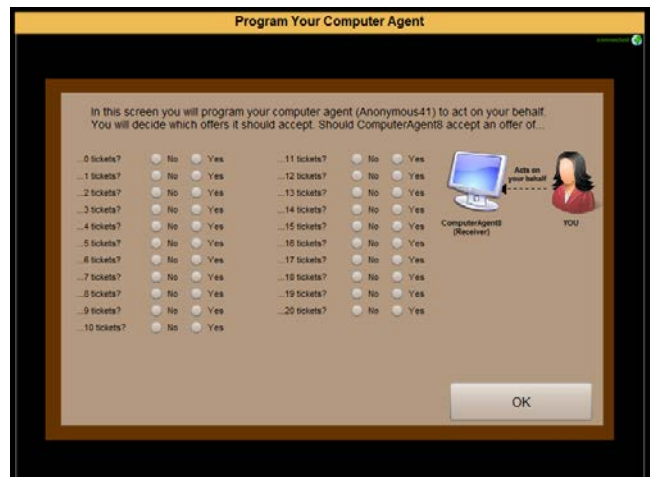 Program Your Computer Agent
connected
In this screen you will program your computer agent (Anonymous41) to act on your behalf.
You will decide which offers it should accept. Should ComputerAgent8 accept an offer of...
...0 tickets? No Yes
...1 tickets? No Yes
...2 tickets? No Yes
...3 tickets? No Yes
...4 tickets? No Yes
...5 tickets? No Yes
...6 tickets? No Yes
...7 tickets? No Yes
...8 tickets? No Yes
...9 tickets? No Yes
...10 tickets? No Yes
...11 tickets? No Yes
...12 tickets? No Yes
...13 tickets? No Yes
...14 tickets? No Yes
...15 tickets? No Yes
...16 tickets? No Yes
...17 tickets? No Yes
...18 tickets? No Yes
...19 tickets? No Yes
...20 tickets? No Yes
Acts on
your behalf
ComputerAgent8
(Receiver)
YOU
OK